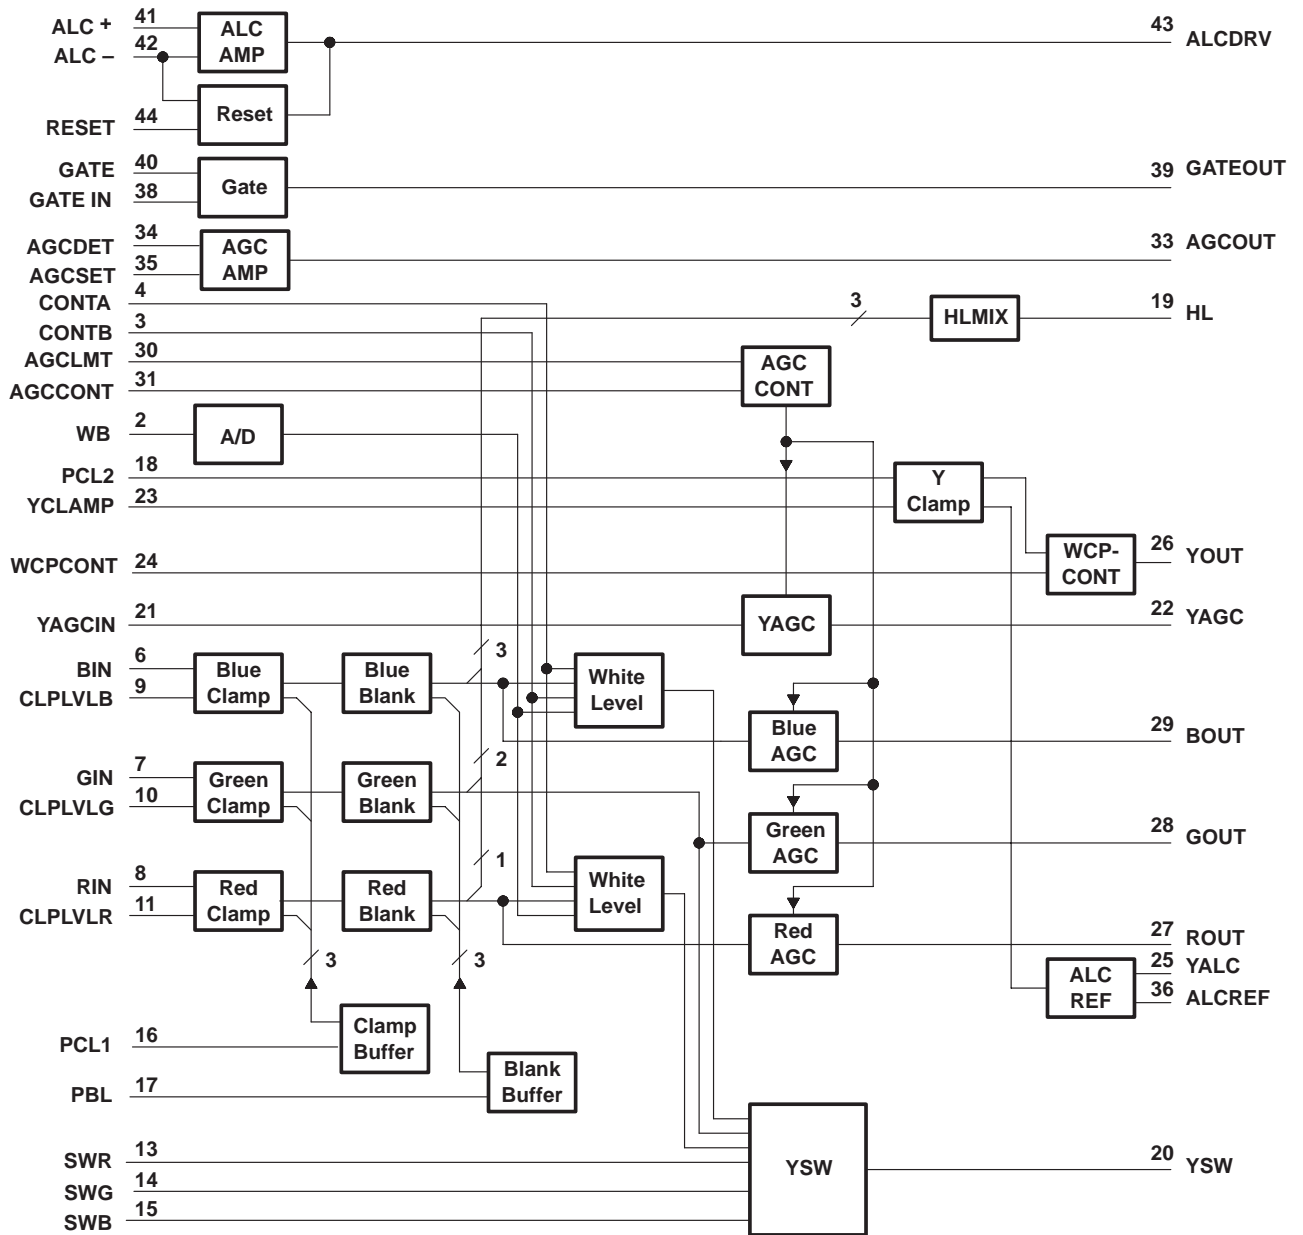 ALC +
41
ALC –
42
ALC
AMP
43
ALCDRV
RESET
44
Reset
GATE
40
GATE IN
38
Gate
39
GATEOUT
AGCDET
34
AGCSET
35
AGC
AMP
33
AGCOUT
CONTA
4
CONTB
3
3
HLMIX
19
HL
AGCLMT
30
AGCCONT
31
AGC
CONT
WB
2
A/D
PCL2
18
YCLAMP
23
Y
Clamp
WCPCONT
24
WCP-
CONT
26
YOUT
YAGCIN
21
YAGC
22
YAGC
3
BIN
6
CLPLVLB
9
Blue
Clamp
Blue
Blank
White
Level
Blue
AGC
29
BOUT
2
GIN
7
CLPLVLG
10
Green
Clamp
Green
Blank
Green
AGC
28
GOUT
1
RIN
8
CLPLVLR
11
Red
Clamp
Red
Blank
White
Level
Red
AGC
27
ROUT
3
3
ALC
REF
25
YALC
36
ALCREF
PCL1
16
Clamp
Buffer
PBL
17
Blank
Buffer
SWR
13
SWG
14
SWB
15
YSW
20
YSW